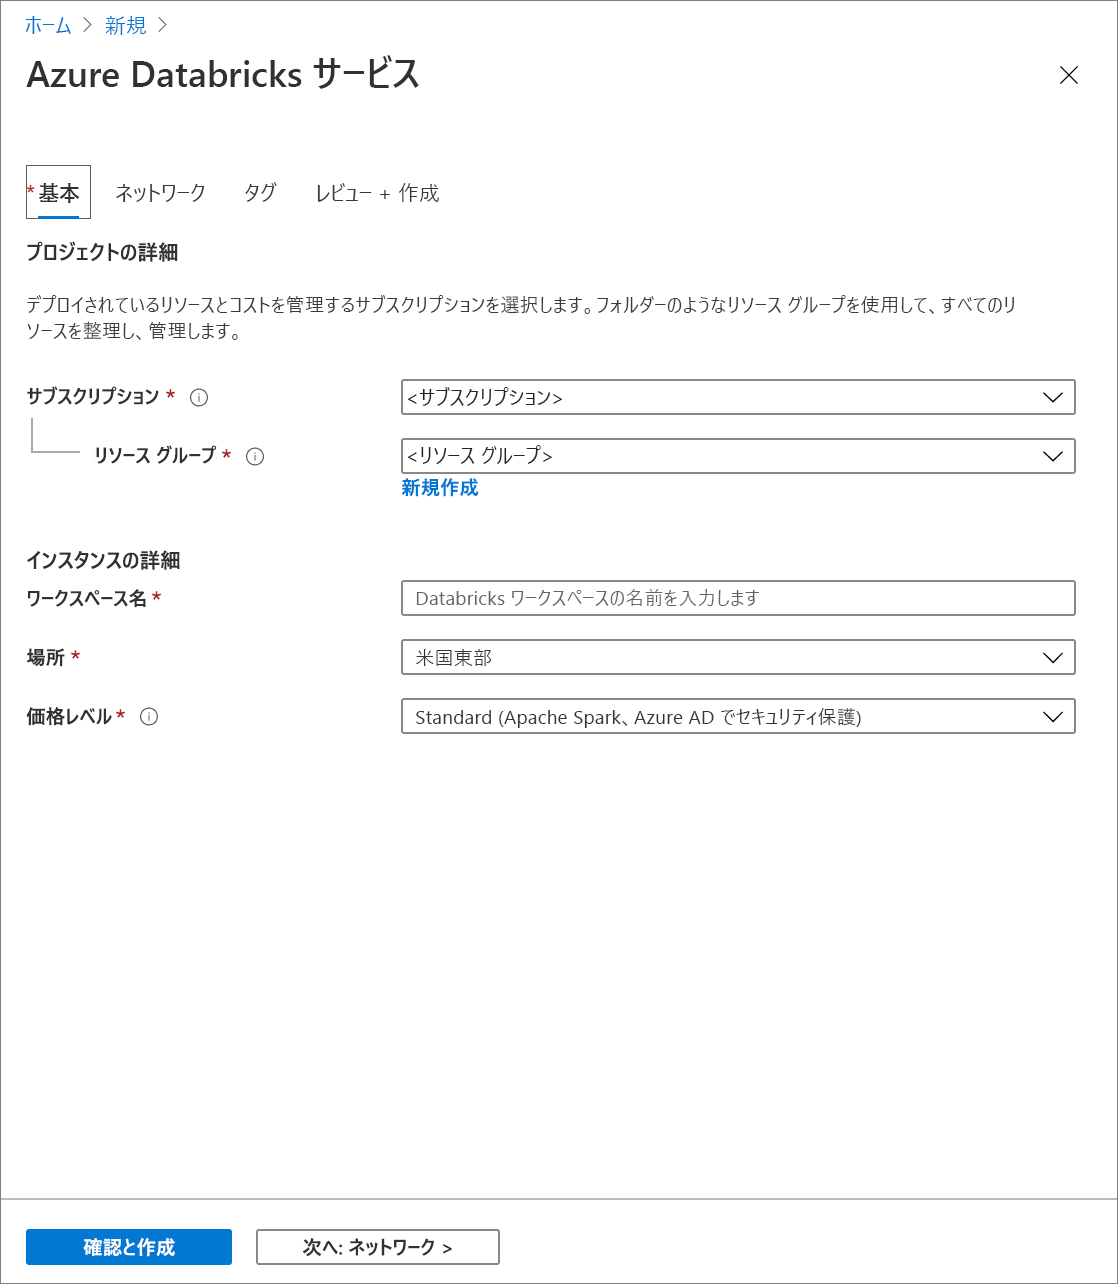 ホーム > 新規 >
Azure Databricks サービス
* 基本 ネットワーク タグ レビュー + 作成
プロジェクトの詳細
デプロイされているリソースとコストを管理するサブスクリプションを選択します。フォルダーのようなリソース グループを使用して、すべてのリ
ソースを整理し、管理します。
サブスクリプション * <サブスクリプション>
リソース グループ * <リソース グループ>
新規作成
インスタンスの詳細
ワークスペース名 * Databricks ワークスペースの名前を入力します
場所 * 米国東部
価格レベル * Standard (Apache Spark、Azure AD でセキュリティ保護)
確認と作成 次へ: ネットワーク >